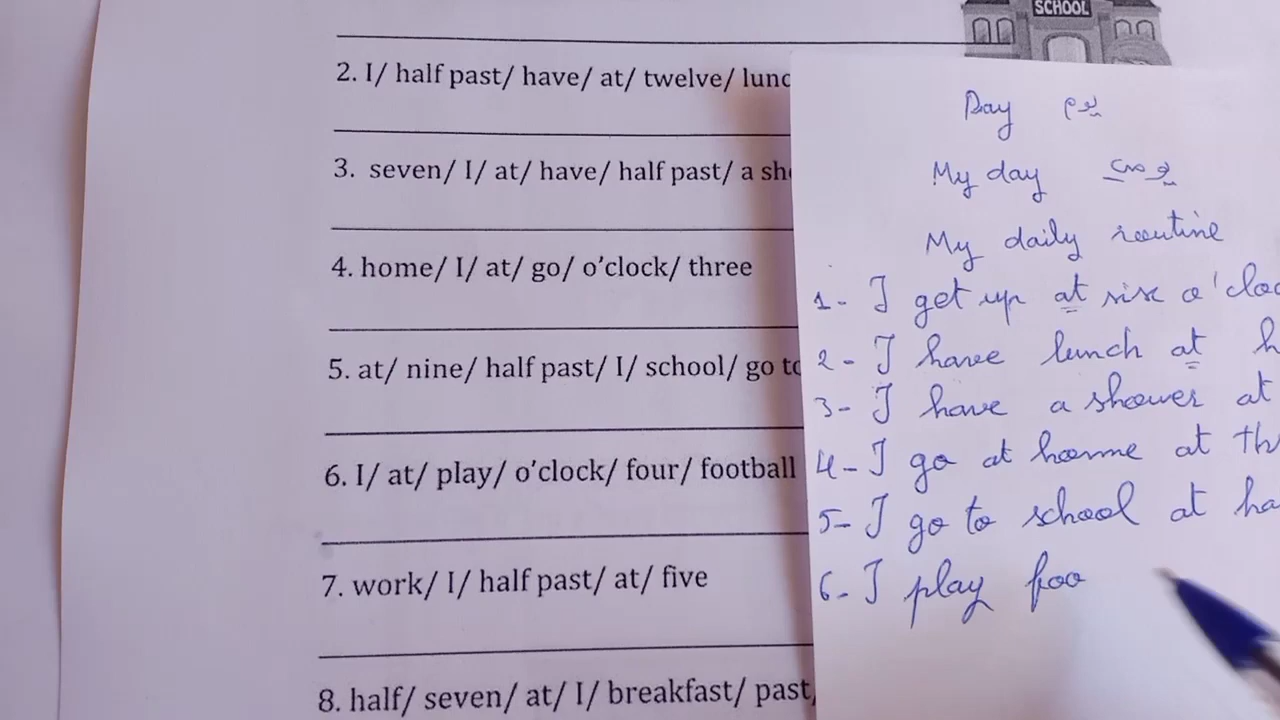 SCHOOL
2. I/ half past/ have/ at/ twelve/ lunc
3. seven/ I/ at/ have/ half past/ a sh
4. home/ I/ at/ go/ o'clock/ three
5. at/ nine/ half past/ I/ school/ go to
6. I/ at/ play/ o'clock/ four/ football
7. work/ I/ half past/ at/ five
8. half/ seven/ at/ I/ breakfast/ past/
Day يوم
My day يومي
My daily routine
1- I get up at six o'cloc
2- I have lunch at h
3- I have a shower at
4- I go at home at th
5- I go to school at ha
6- I play foo